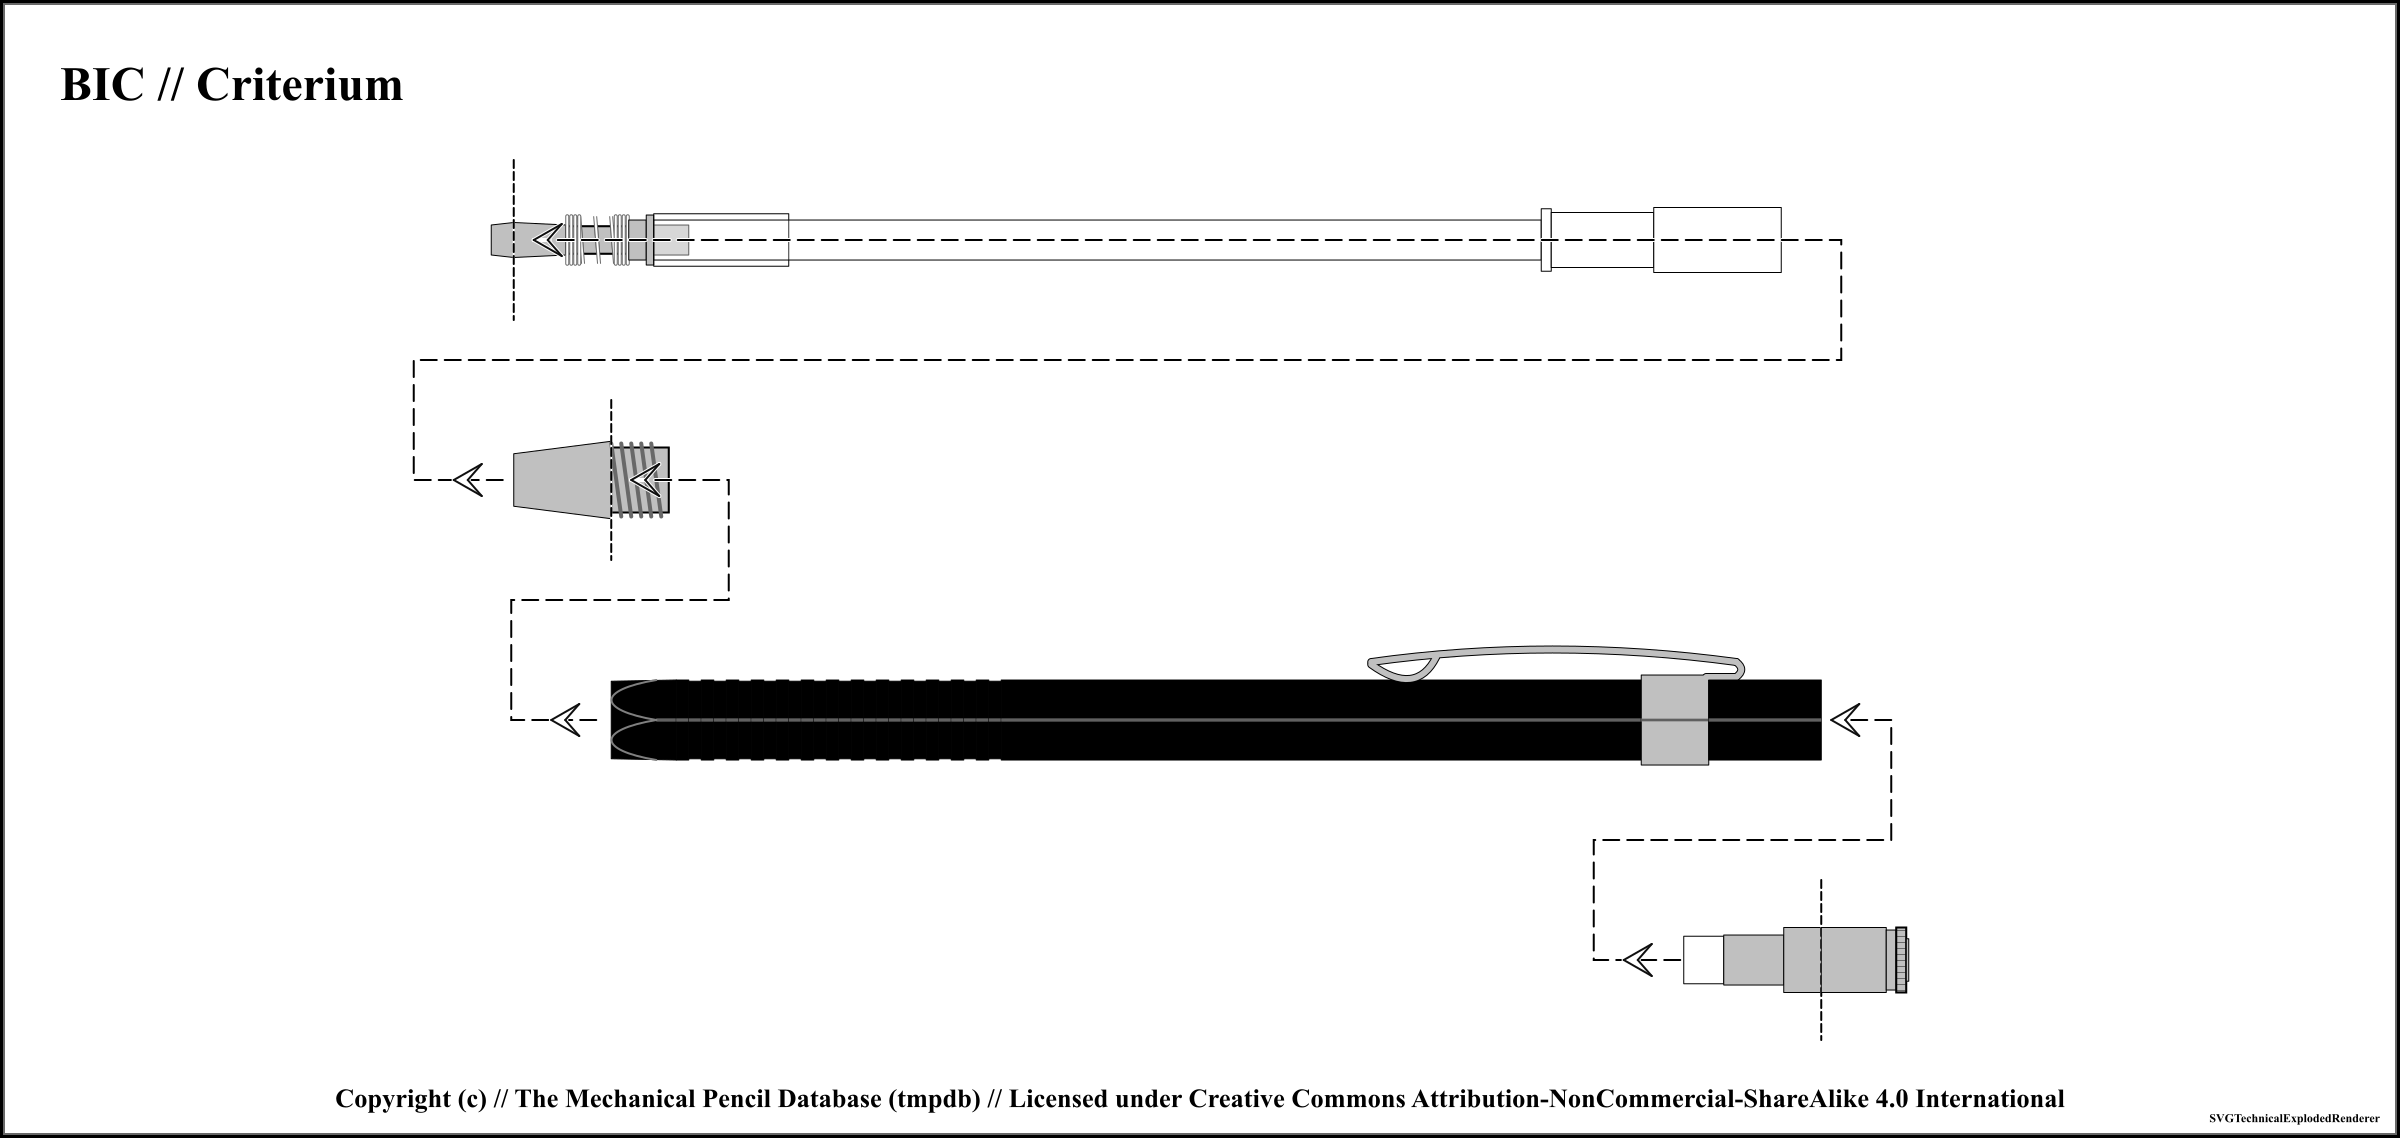 BIC // Criterium
Copyright (c) // The Mechanical Pencil Database (tmpdb) // Licensed under Creative Commons Attribution-NonCommercial-ShareAlike 4.0 International
SVGTechnicalExplodedRenderer